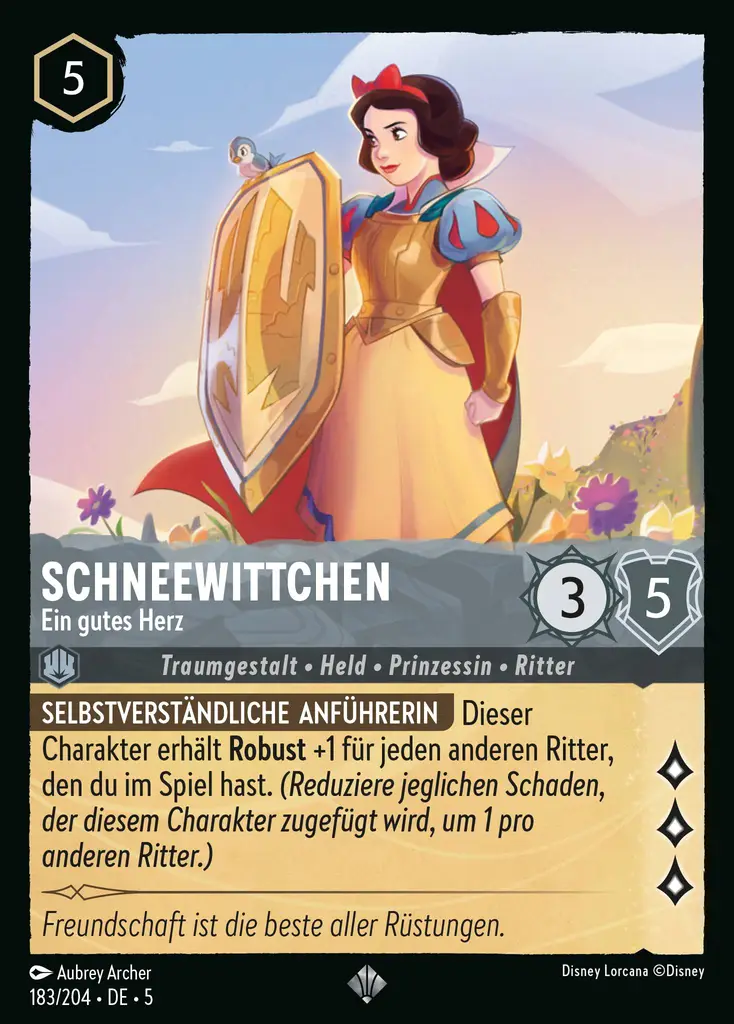 5
SCHNEEWITTCHEN
Ein gutes Herz
3
5
Traumgestalt • Held • Prinzessin • Ritter
SELBSTVERSTÄNDLICHE ANFÜHRERIN Dieser
Charakter erhält Robust +1 für jeden anderen Ritter,
den du im Spiel hast. (Reduziere jeglichen Schaden,
der diesem Charakter zugefügt wird, um 1 pro
anderen Ritter.)
Freundschaft ist die beste aller Rüstungen.
Aubrey Archer
Disney Lorcana ©Disney
183/204 • DE • 5